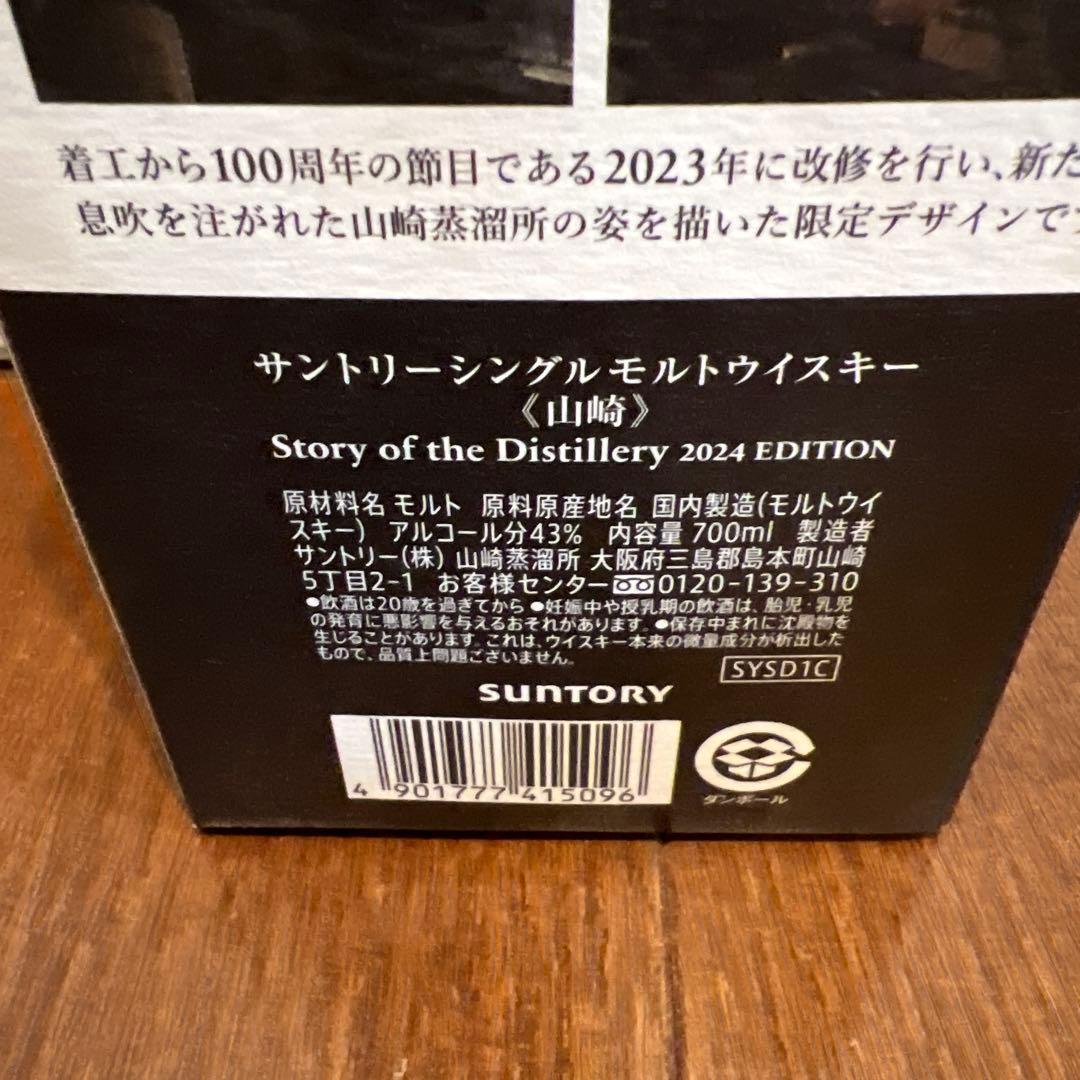 着工から100周年の節目である2023年に改修を行い、新た
息吹を注がれた山崎蒸溜所の姿を描いた限定デザインで
サントリーシングルモルトウイスキー
《山崎》
Story of the Distillery 2024 EDITION
原材料名 モルト 原料原産地名 国内製造(モルトウイ
スキー) アルコール分43% 内容量 700ml 製造者
サントリー(株) 山崎蒸溜所 大阪府三島郡島本町山崎
5丁目2-1 お客様センター 0120-139-310
●飲酒は20歳を過ぎてから ●妊娠中や授乳期の飲酒は、胎児・乳児
の発育に悪影響を与えるおそれがあります。●保存中まれに沈殿物を
生じることがあります。これは、ウイスキー本来の微量成分が析出した
もので、品質上問題ございません。
SYSD1C
SUNTORY
4 901777 415096
ダンボール